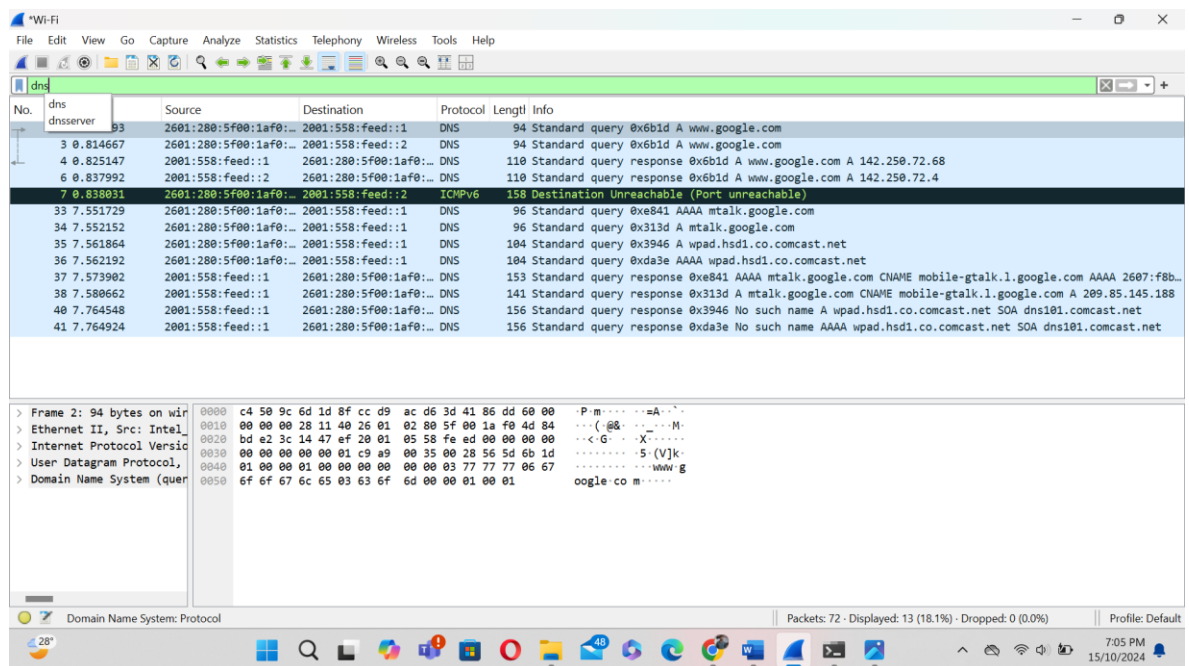 *Wi-Fi
File Edit View Go Capture Analyze Statistics Telephony Wireless Tools Help
dns
dns
dnsserver
No. Source Destination Protocol Lengtl Info
93 2601:280:5f00:1af0:… 2001:558:feed::1 DNS 94 Standard query 0x6b1d A www.google.com
3 0.814667 2601:280:5f00:1af0:… 2001:558:feed::2 DNS 94 Standard query 0x6b1d A www.google.com
4 0.825147 2001:558:feed::1 2601:280:5f00:1af0:… DNS 110 Standard query response 0x6b1d A www.google.com A 142.250.72.68
6 0.837992 2001:558:feed::2 2601:280:5f00:1af0:… DNS 110 Standard query response 0x6b1d A www.google.com A 142.250.72.4
7 0.838031 2601:280:5f00:1af0:… 2001:558:feed::2 ICMPv6 158 Destination Unreachable (Port unreachable)
33 7.551729 2601:280:5f00:1af0:… 2001:558:feed::1 DNS 96 Standard query 0xe841 AAAA mtalk.google.com
34 7.552152 2601:280:5f00:1af0:… 2001:558:feed::1 DNS 96 Standard query 0x313d A mtalk.google.com
35 7.561864 2601:280:5f00:1af0:… 2001:558:feed::1 DNS 104 Standard query 0x3946 A wpad.hsd1.co.comcast.net
36 7.562192 2601:280:5f00:1af0:… 2001:558:feed::1 DNS 104 Standard query 0xda3e AAAA wpad.hsd1.co.comcast.net
37 7.573902 2001:558:feed::1 2601:280:5f00:1af0:… DNS 153 Standard query response 0xe841 AAAA mtalk.google.com CNAME mobile-gtalk.l.google.com AAAA 2607:f8b…
38 7.580662 2001:558:feed::1 2601:280:5f00:1af0:… DNS 141 Standard query response 0x313d A mtalk.google.com CNAME mobile-gtalk.l.google.com A 209.85.145.188
40 7.764548 2001:558:feed::1 2601:280:5f00:1af0:… DNS 156 Standard query response 0x3946 No such name A wpad.hsd1.co.comcast.net SOA dns101.comcast.net
41 7.764924 2001:558:feed::1 2601:280:5f00:1af0:… DNS 156 Standard query response 0xda3e No such name AAAA wpad.hsd1.co.comcast.net SOA dns101.comcast.net
> Frame 2: 94 bytes on wir
> Ethernet II, Src: Intel_
> Internet Protocol Versic
> User Datagram Protocol,
> Domain Name System (quer
0000 c4 50 9c 6d 1d 8f cc d9 ac d6 3d 41 86 dd 60 00 ·P·m···· ··=A··`·
0010 00 00 00 28 11 40 26 01 02 80 5f 00 1a f0 4d 84 ···(·@&· ··_···M·
0020 bd e2 3c 14 47 ef 20 01 05 58 fe ed 00 00 00 00 ··<·G· · ·X······
0030 00 00 00 00 00 01 c9 a9 00 35 00 28 56 5d 6b 1d ········ ·5·(V]k·
0040 01 00 00 01 00 00 00 00 00 00 03 77 77 77 06 67 ········ ···www·g
0050 6f 6f 67 6c 65 03 63 6f 6d 00 00 01 00 01 oogle·co m·····
Domain Name System: Protocol Packets: 72 · Displayed: 13 (18.1%) · Dropped: 0 (0.0%) Profile: Default
28° 48 7:05 PM
15/10/2024